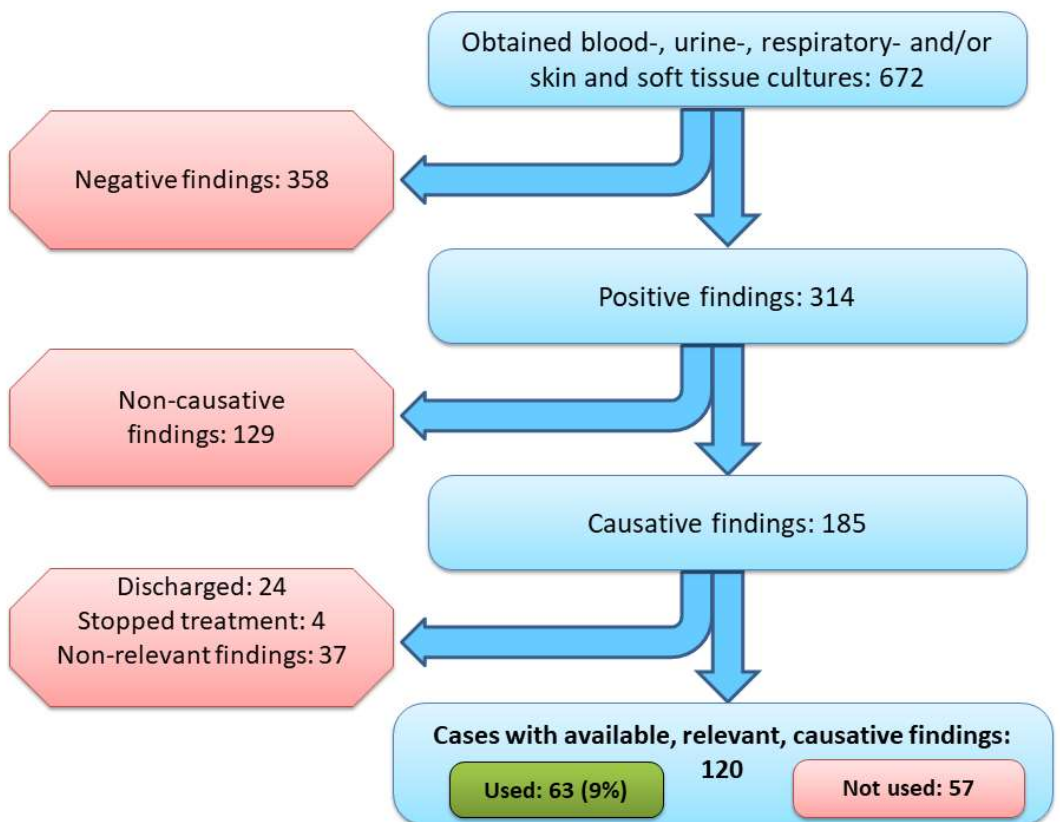 Obtained blood-, urine-, respiratory- and/or
skin and soft tissue cultures: 672
Negative findings: 358
Positive findings: 314
Non-causative
findings: 129
Causative findings: 185
Discharged: 24
Stopped treatment: 4
Non-relevant findings: 37
Cases with available, relevant, causative findings:
120
Used: 63 (9%)
Not used: 57